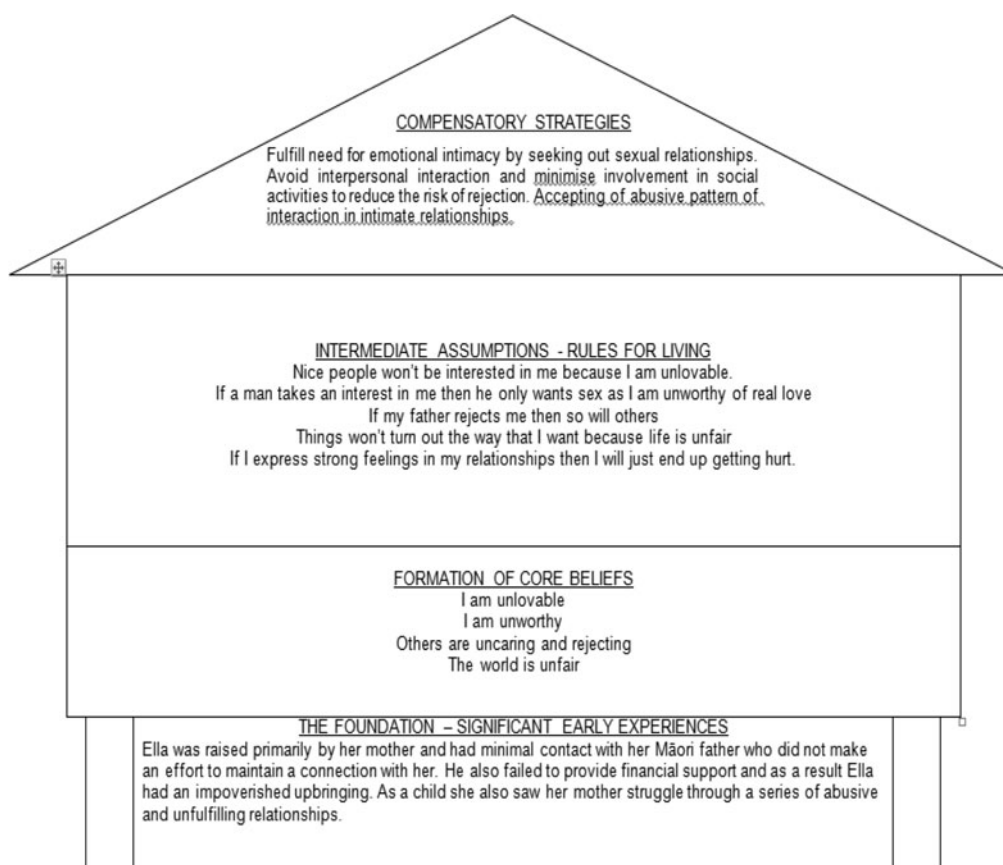 COMPENSATORY STRATEGIES
Fulfill need for emotional intimacy by seeking out sexual relationships.
Avoid interpersonal interaction and minimise involvement in social
activities to reduce the risk of rejection. Accepting of abusive pattern of
interaction in intimate relationships.
INTERMEDIATE ASSUMPTIONS - RULES FOR LIVING
Nice people won't be interested in me because I am unlovable.
If a man takes an interest in me then he only wants sex as I am unworthy of real love
If my father rejects me then so will others
Things won't turn out the way that I want because life is unfair
If I express strong feelings in my relationships then I will just end up getting hurt.
FORMATION OF CORE BELIEFS
I am unlovable
I am unworthy
Others are uncaring and rejecting
The world is unfair
THE FOUNDATION – SIGNIFICANT EARLY EXPERIENCES
Ella was raised primarily by her mother and had minimal contact with her Māori father who did not make
an effort to maintain a connection with her. He also failed to provide financial support and as a result Ella
had an impoverished upbringing. As a child she also saw her mother struggle through a series of abusive
and unfulfilling relationships.